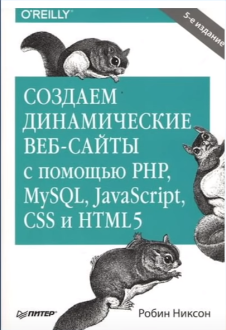 O'REILLY®
5-е издание
СОЗДАЕМ
ДИНАМИЧЕСКИЕ
ВЕБ-САЙТЫ
С ПОМОЩЬЮ PHP,
MySQL, JavaScript,
CSS И HTML5
ПИТЕР®
Робин Никсон